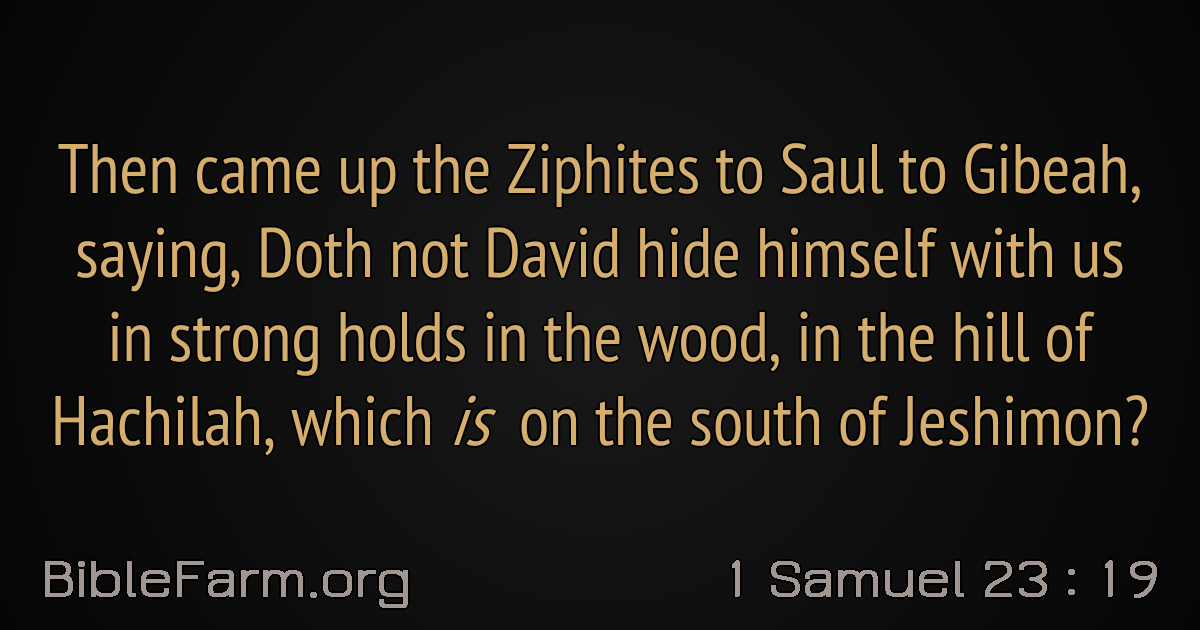 Then came up the Ziphites to Saul to Gibeah,
saying, Doth not David hide himself with us
in strong holds in the wood, in the hill of
Hachilah, which is on the south of Jeshimon?
BibleFarm.org
1 Samuel 23 : 19